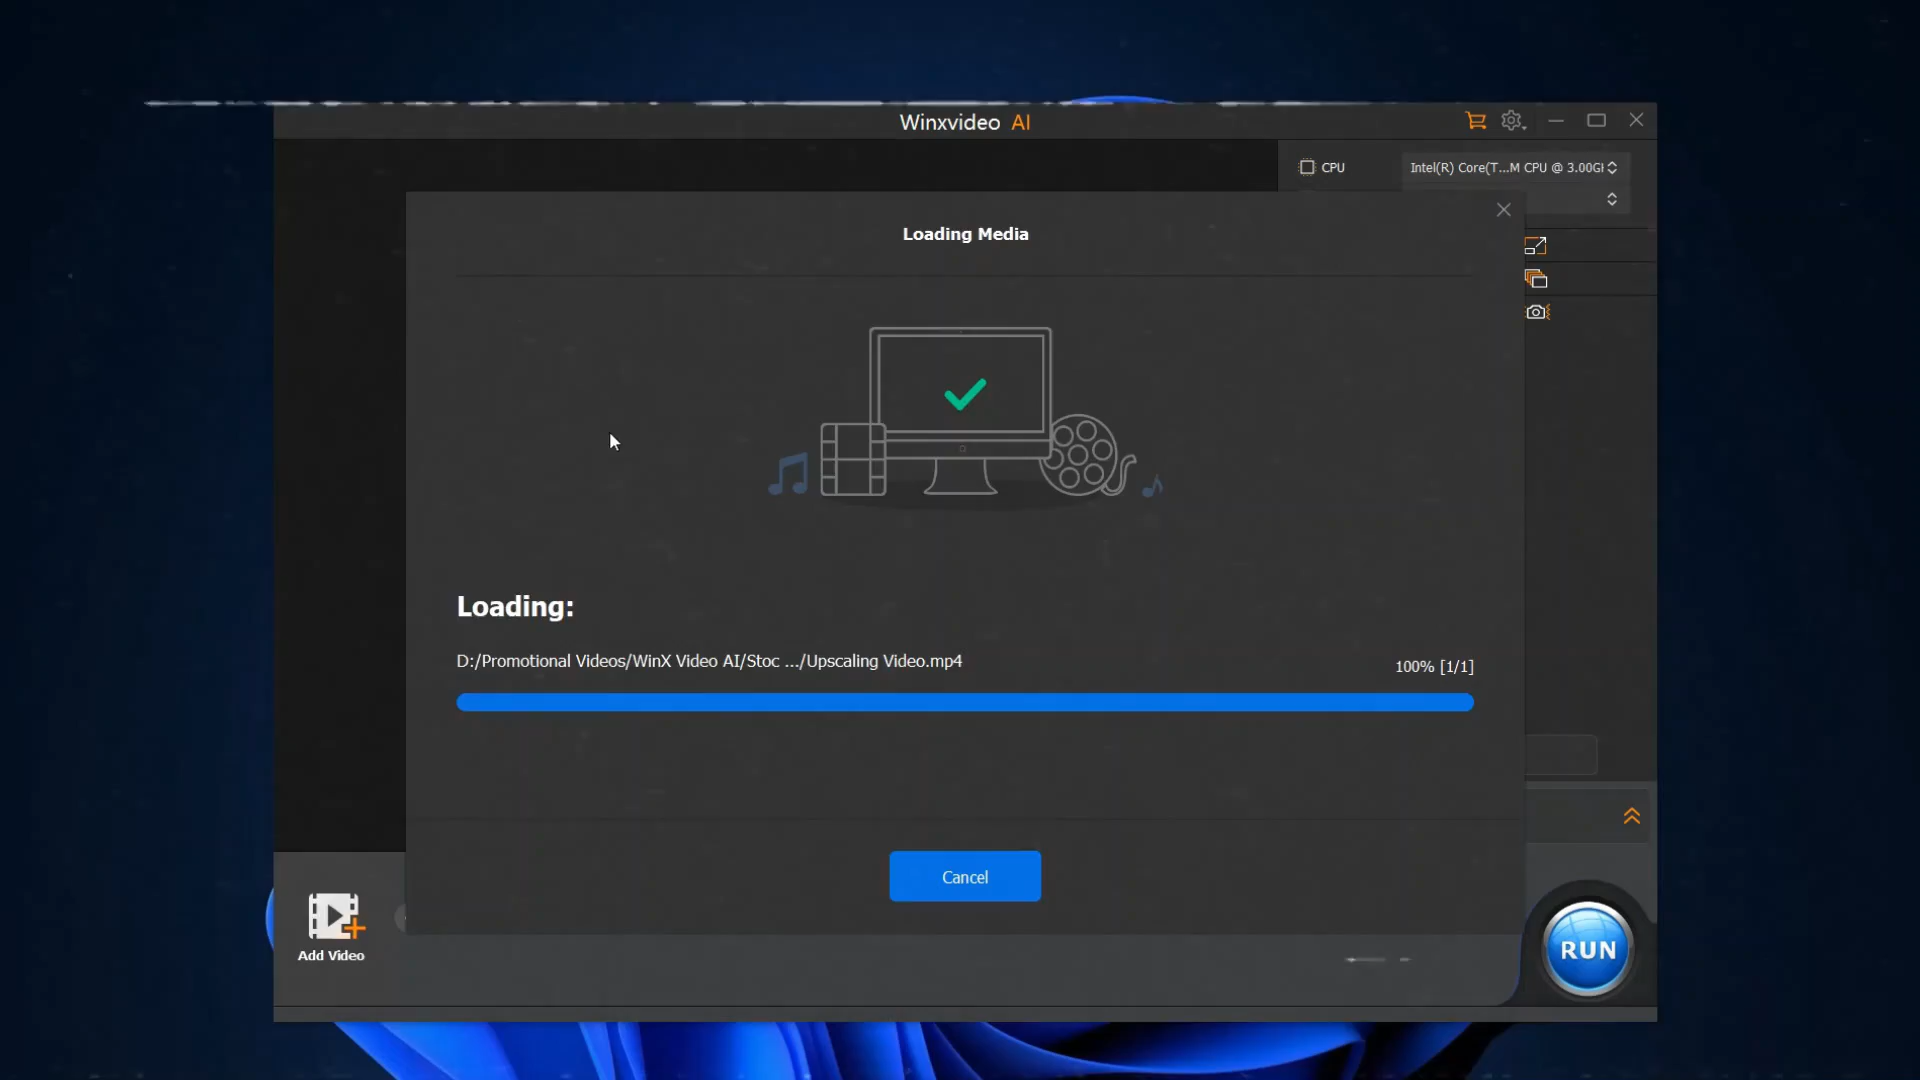 Winxvideo AI
CPU
Intel(R) Core(T...M CPU @ 3.00GH
Loading Media
Loading:
D:/Promotional Videos/WinX Video AI/Stoc .../Upscaling Video.mp4
100% [1/1]
Cancel
Add Video
RUN